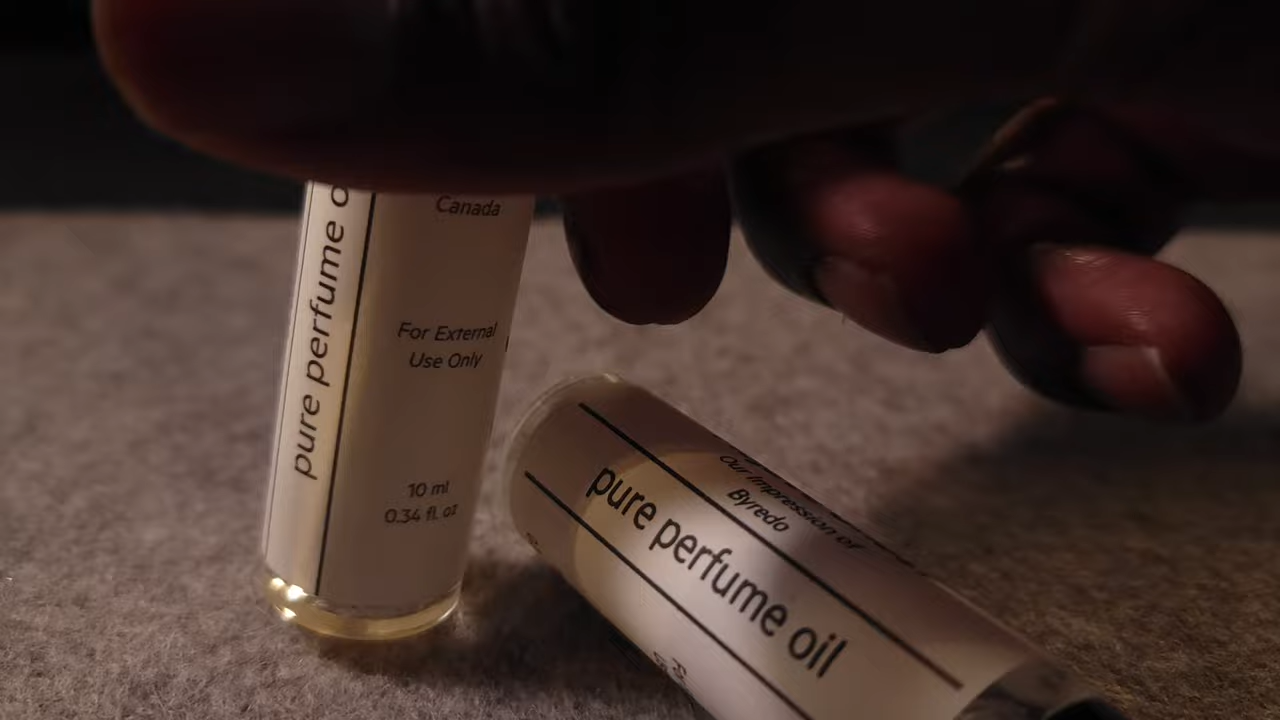 pure perfume o
Canada
For External
Use Only
10 ml
0.34 fl. oz
Our Impression of
Byredo
pure perfume oil